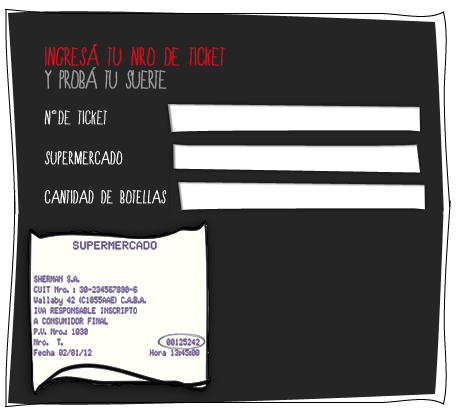 INGRESÁ TU NRO DE TICKET
Y PROBÁ TU SUERTE
N° DE TICKET
SUPERMERCADO
CANTIDAD DE BOTELLAS
SUPERMERCADO
SHERMAN S.A.
CUIT Nro. : 30-234567890-6
Wallaby 42 (C1055AAE) C.A.B.A.
IVA RESPONSABLE INSCRIPTO
A CONSUMIDOR FINAL
P.V. Nro.: 1030
Nro. T. 00125242
Fecha 02/01/12 Hora 13:45:00